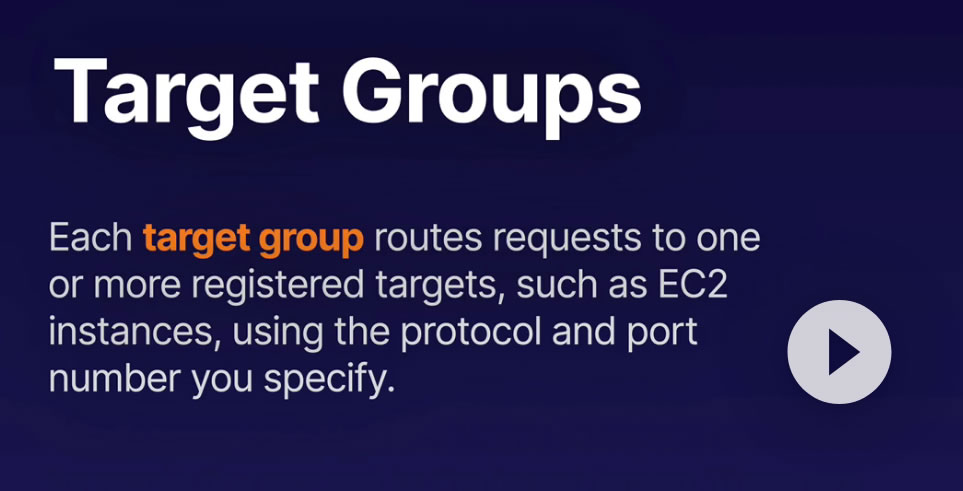 Target Groups
Each target group routes requests to one
or more registered targets, such as EC2
instances, using the protocol and port
number you specify.